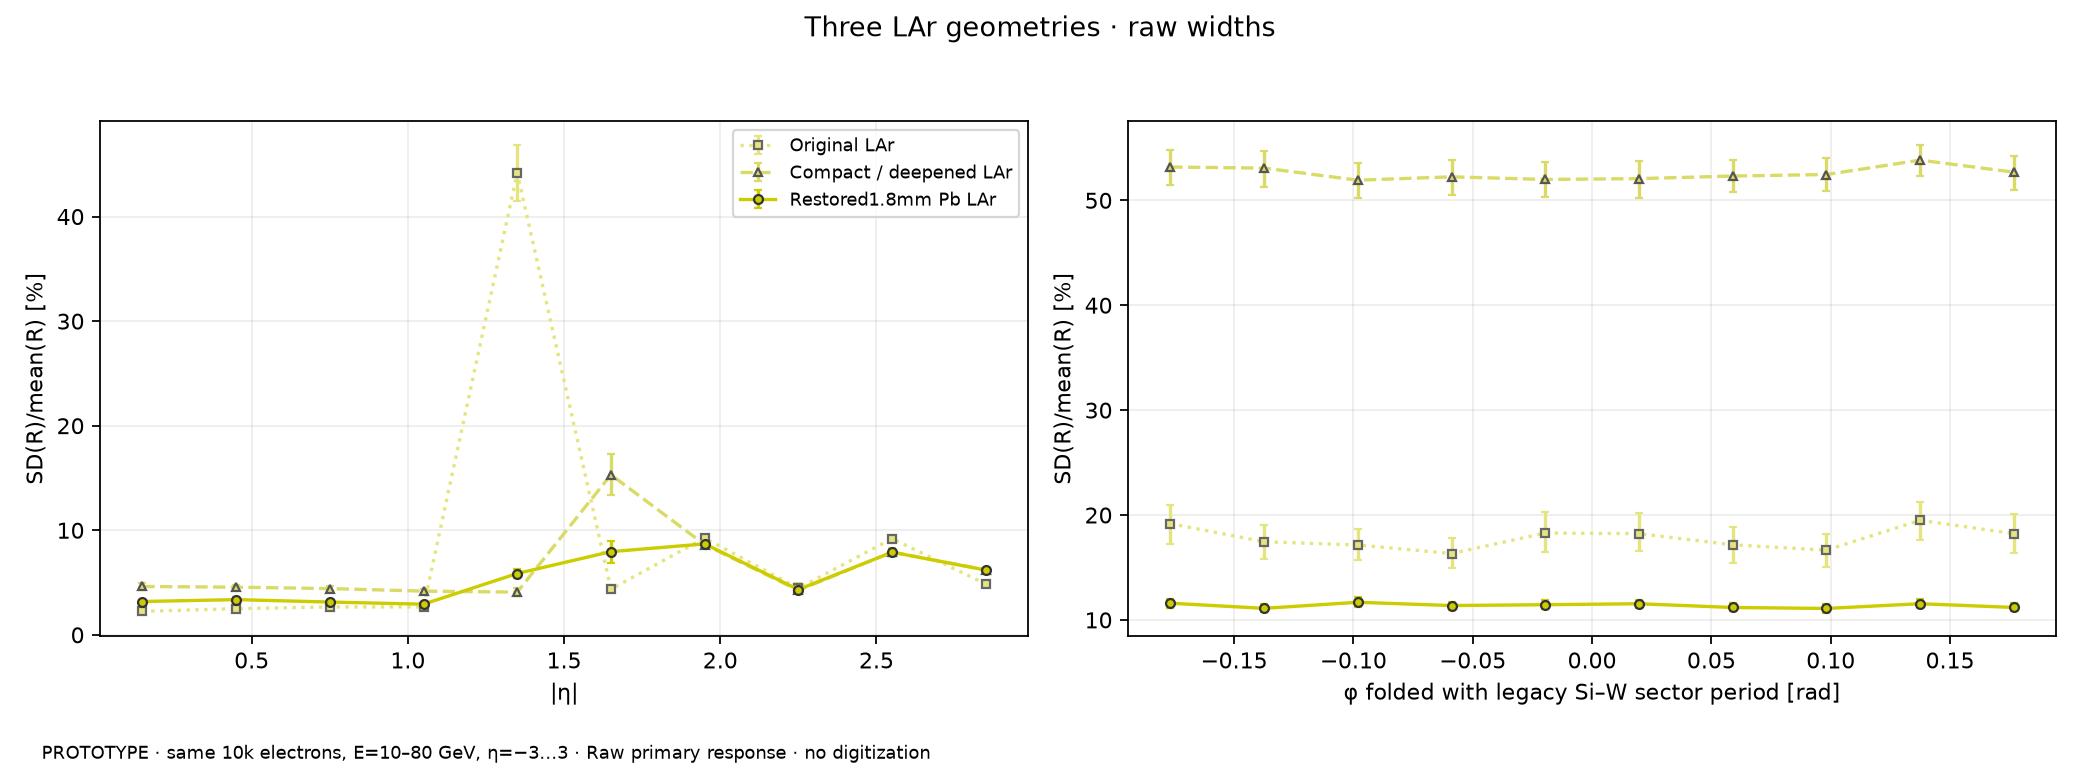 Three LAr geometries · raw widths
SD(R)/mean(R) [%]
40
30
20
10
0
0.5 1.0 1.5 2.0 2.5
|η|
Original LAr
Compact / deepened LAr
Restored1.8mm Pb LAr
SD(R)/mean(R) [%]
50
40
30
20
10
−0.15 −0.10 −0.05 0.00 0.05 0.10 0.15
φ folded with legacy Si–W sector period [rad]
PROTOTYPE · same 10k electrons, E=10–80 GeV, η=−3…3 · Raw primary response · no digitization